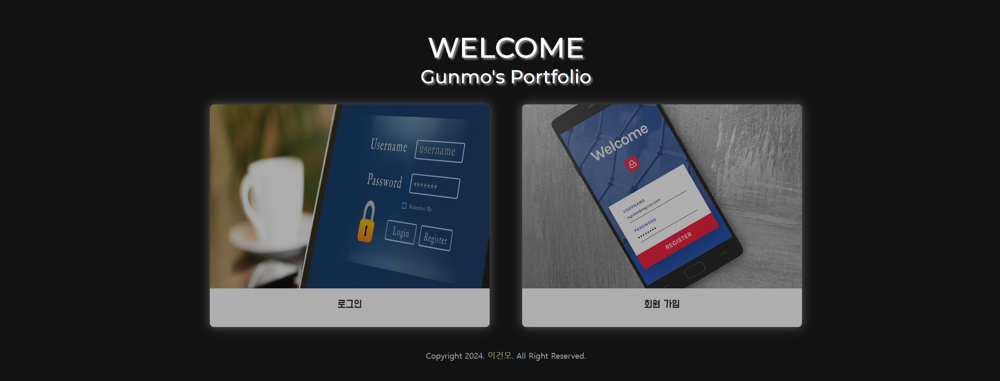 WELCOME
Gunmo's Portfolio
Username
username
Password
*******
Remember Me
Login
Register
Welcome
USERNAME
register@register.com
PASSWORD
••••••••
REGISTER
로그인
회원 가입
Copyright 2024. 이건모. All Right Reserved.